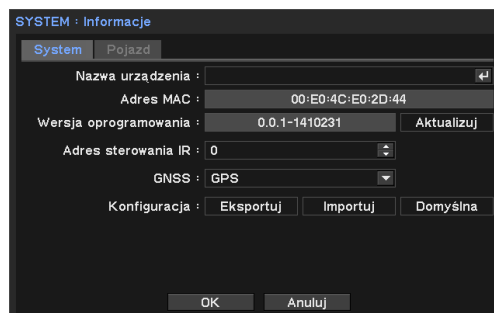 SYSTEM : Informacje
System Pojazd
Nazwa urządzenia :
Adres MAC : 00:E0:4C:E0:2D:44
Wersja oprogramowania : 0.0.1-1410231 Aktualizuj
Adres sterowania IR : 0
GNSS : GPS
Konfiguracja : Eksportuj Importuj Domyślna
OK Anuluj